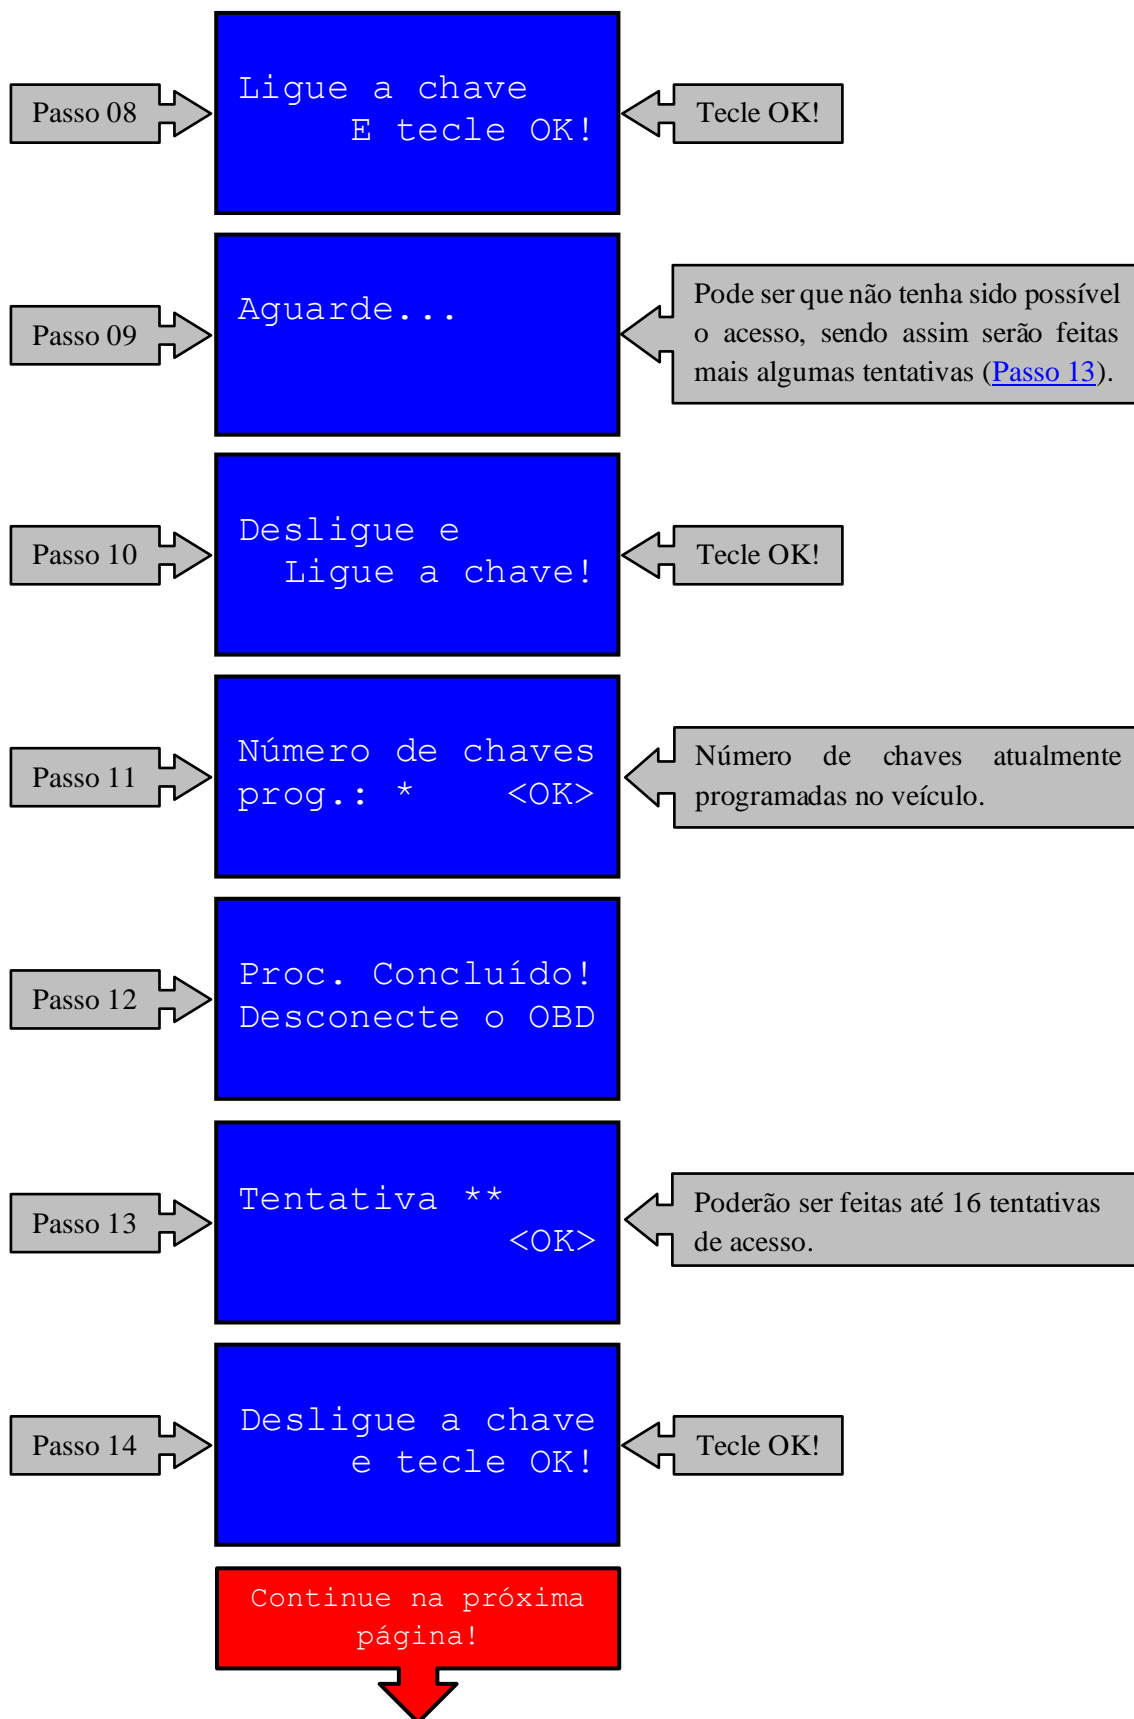 Passo 08
Ligue a chave
E tecle OK!
Tecle OK!
Passo 09
Aguarde...
Pode ser que não tenha sido possível
o acesso, sendo assim serão feitas
mais algumas tentativas (Passo 13).
Passo 10
Desligue e
Ligue a chave!
Tecle OK!
Passo 11
Número de chaves
prog.: * <OK>
Número de chaves atualmente
programadas no veículo.
Passo 12
Proc. Concluído!
Desconecte o OBD
Passo 13
Tentativa **
<OK>
Poderão ser feitas até 16 tentativas
de acesso.
Passo 14
Desligue a chave
e tecle OK!
Tecle OK!
Continue na próxima
página!